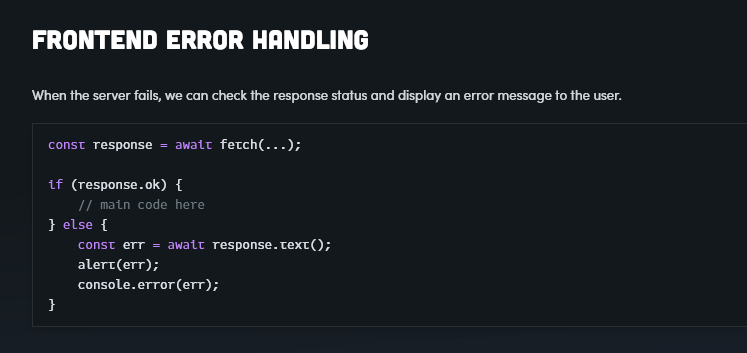 FRONTEND ERROR HANDLING
When the server fails, we can check the response status and display an error message to the user.
const response = await fetch(...);
if (response.ok) {
    // main code here
} else {
    const err = await response.text();
    alert(err);
    console.error(err);
}